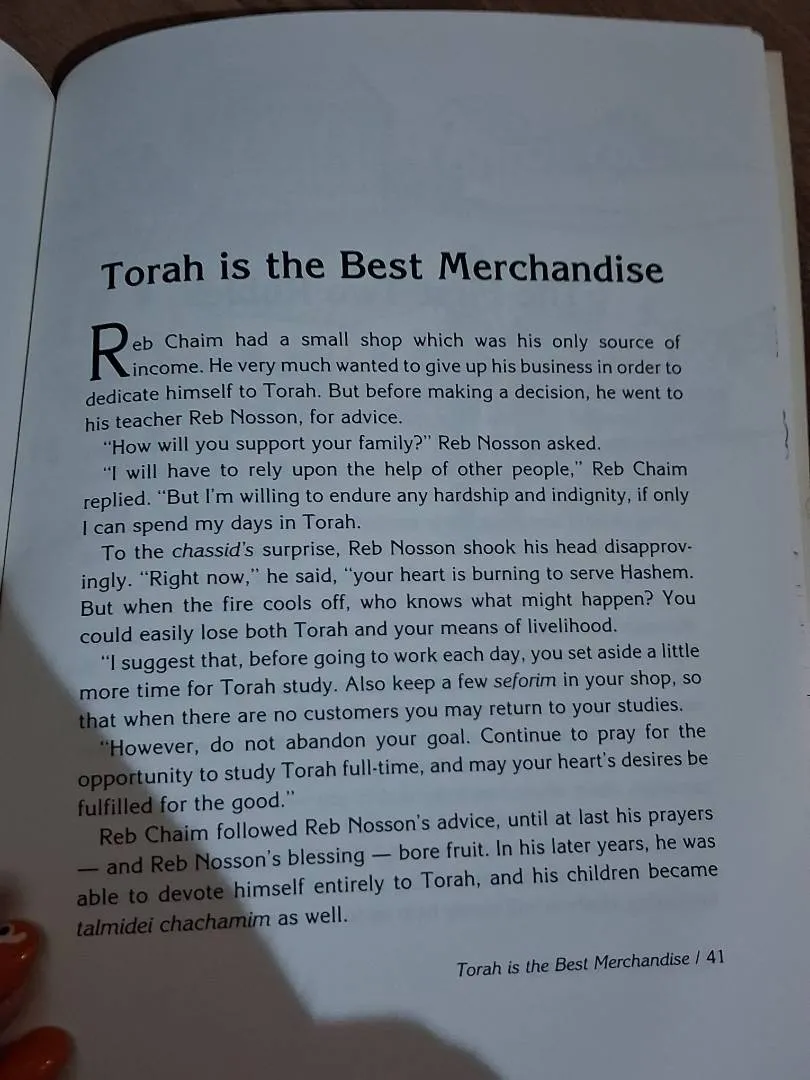 Torah is the Best Merchandise
Reb Chaim had a small shop which was his only source of
income. He very much wanted to give up his business in order to
dedicate himself to Torah. But before making a decision, he went to
his teacher Reb Nosson, for advice.
“How will you support your family?” Reb Nosson asked.
“I will have to rely upon the help of other people,” Reb Chaim
replied. “But I’m willing to endure any hardship and indignity, if only
I can spend my days in Torah.
To the chassid’s surprise, Reb Nosson shook his head disapprov-
ingly. “Right now,” he said, “your heart is burning to serve Hashem.
But when the fire cools off, who knows what might happen? You
could easily lose both Torah and your means of livelihood.
“I suggest that, before going to work each day, you set aside a little
more time for Torah study. Also keep a few seforim in your shop, so
that when there are no customers you may return to your studies.
“However, do not abandon your goal. Continue to pray for the
opportunity to study Torah full-time, and may your heart’s desires be
fulfilled for the good.”
Reb Chaim followed Reb Nosson’s advice, until at last his prayers
— and Reb Nosson’s blessing — bore fruit. In his later years, he was
able to devote himself entirely to Torah, and his children became
talmidei chachamim as well.
Torah is the Best Merchandise / 41